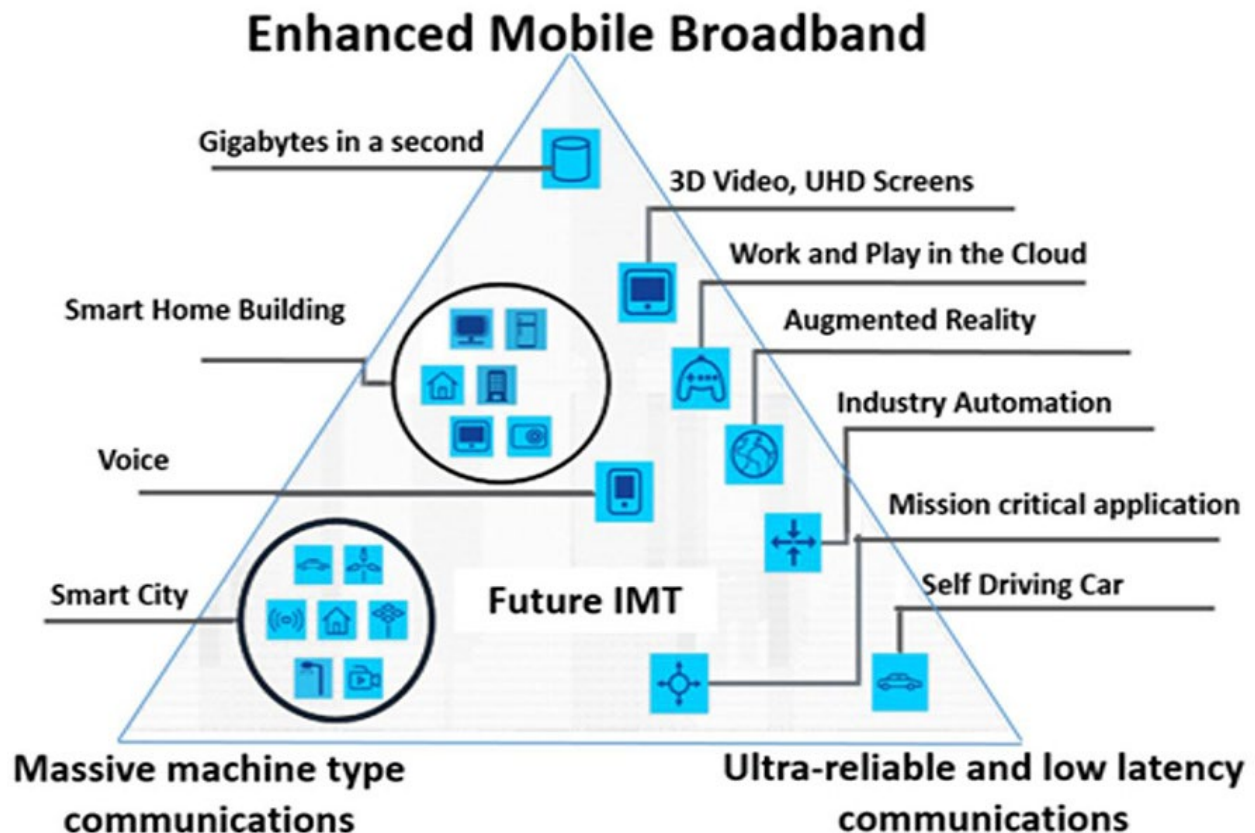 Enhanced Mobile Broadband
Gigabytes in a second
3D Video, UHD Screens
Work and Play in the Cloud
Smart Home Building
Augmented Reality
Industry Automation
Voice
Mission critical application
Self Driving Car
Smart City
Future IMT
Massive machine type
communications
Ultra-reliable and low latency
communications